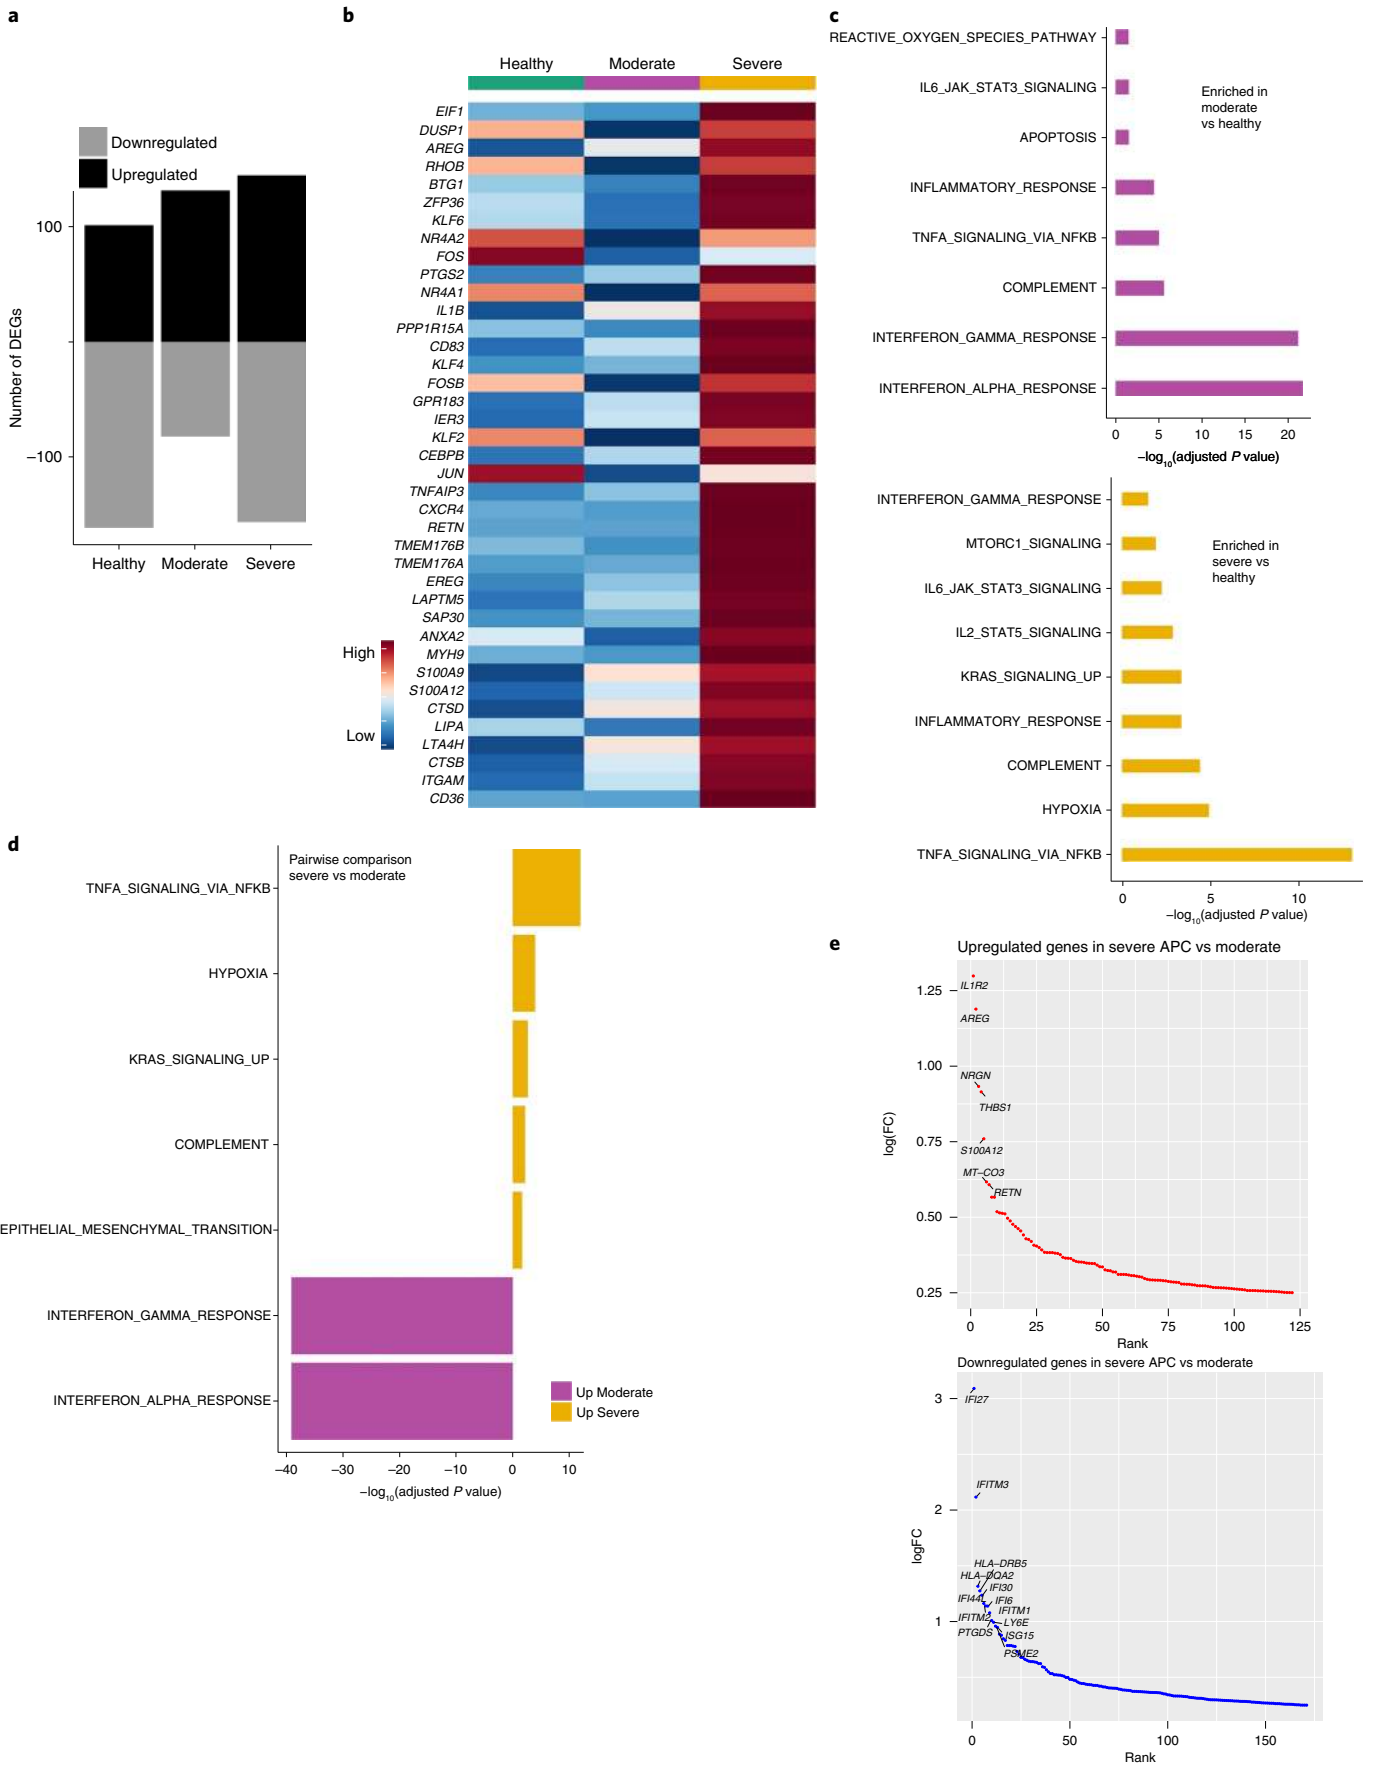 a
Downregulated
Upregulated
Number of DEGs
100
−100
Healthy
Moderate
Severe
b
Healthy
Moderate
Severe
EIF1
DUSP1
AREG
RHOB
BTG1
ZFP36
KLF6
NR4A2
FOS
PTGS2
NR4A1
IL1B
PPP1R15A
CD83
KLF4
FOSB
GPR183
IER3
KLF2
CEBPB
JUN
TNFAIP3
CXCR4
RETN
TMEM176B
TMEM176A
EREG
LAPTM5
SAP30
ANXA2
MYH9
S100A9
S100A12
CTSD
LIPA
LTA4H
CTSB
ITGAM
CD36
High
Low
c
REACTIVE_OXYGEN_SPECIES_PATHWAY
IL6_JAK_STAT3_SIGNALING
APOPTOSIS
INFLAMMATORY_RESPONSE
TNFA_SIGNALING_VIA_NFKB
COMPLEMENT
INTERFERON_GAMMA_RESPONSE
INTERFERON_ALPHA_RESPONSE
Enriched in
moderate
vs healthy
0 5 10 15 20
−log10(adjusted P value)
INTERFERON_GAMMA_RESPONSE
MTORC1_SIGNALING
IL6_JAK_STAT3_SIGNALING
IL2_STAT5_SIGNALING
KRAS_SIGNALING_UP
INFLAMMATORY_RESPONSE
COMPLEMENT
HYPOXIA
TNFA_SIGNALING_VIA_NFKB
Enriched in
severe vs
healthy
0 5 10
−log10(adjusted P value)
d
Pairwise comparison
severe vs moderate
TNFA_SIGNALING_VIA_NFKB
HYPOXIA
KRAS_SIGNALING_UP
COMPLEMENT
EPITHELIAL_MESENCHYMAL_TRANSITION
INTERFERON_GAMMA_RESPONSE
INTERFERON_ALPHA_RESPONSE
Up Moderate
Up Severe
−40 −30 −20 −10 0 10
−log10(adjusted P value)
e
Upregulated genes in severe APC vs moderate
log(FC)
1.25
1.00
0.75
0.50
0.25
IL1R2
AREG
NRGN
THBS1
S100A12
MT−CO3
RETN
0 25 50 75 100 125
Rank
Downregulated genes in severe APC vs moderate
logFC
3
2
1
IFI27
IFITM3
HLA−DRB5
HLA−DQA2
IFI30
IFI44L
IFI6
IFITM1
IFITM2
LY6E
PTGDS
ISG15
PSME2
0 50 100 150
Rank